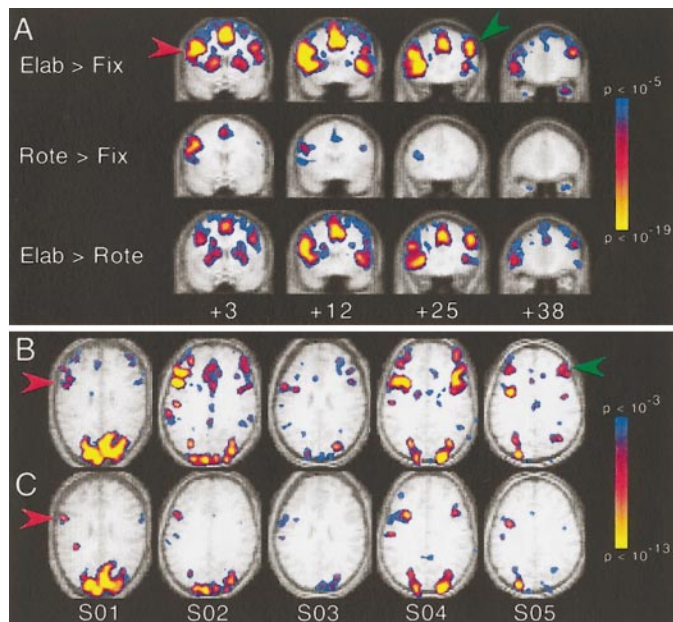 A
Elab > Fix
p < 10-5
Rote > Fix
Elab > Rote
p < 10-19
+3 +12 +25 +38
B
p < 10-3
C
p < 10-13
S01 S02 S03 S04 S05